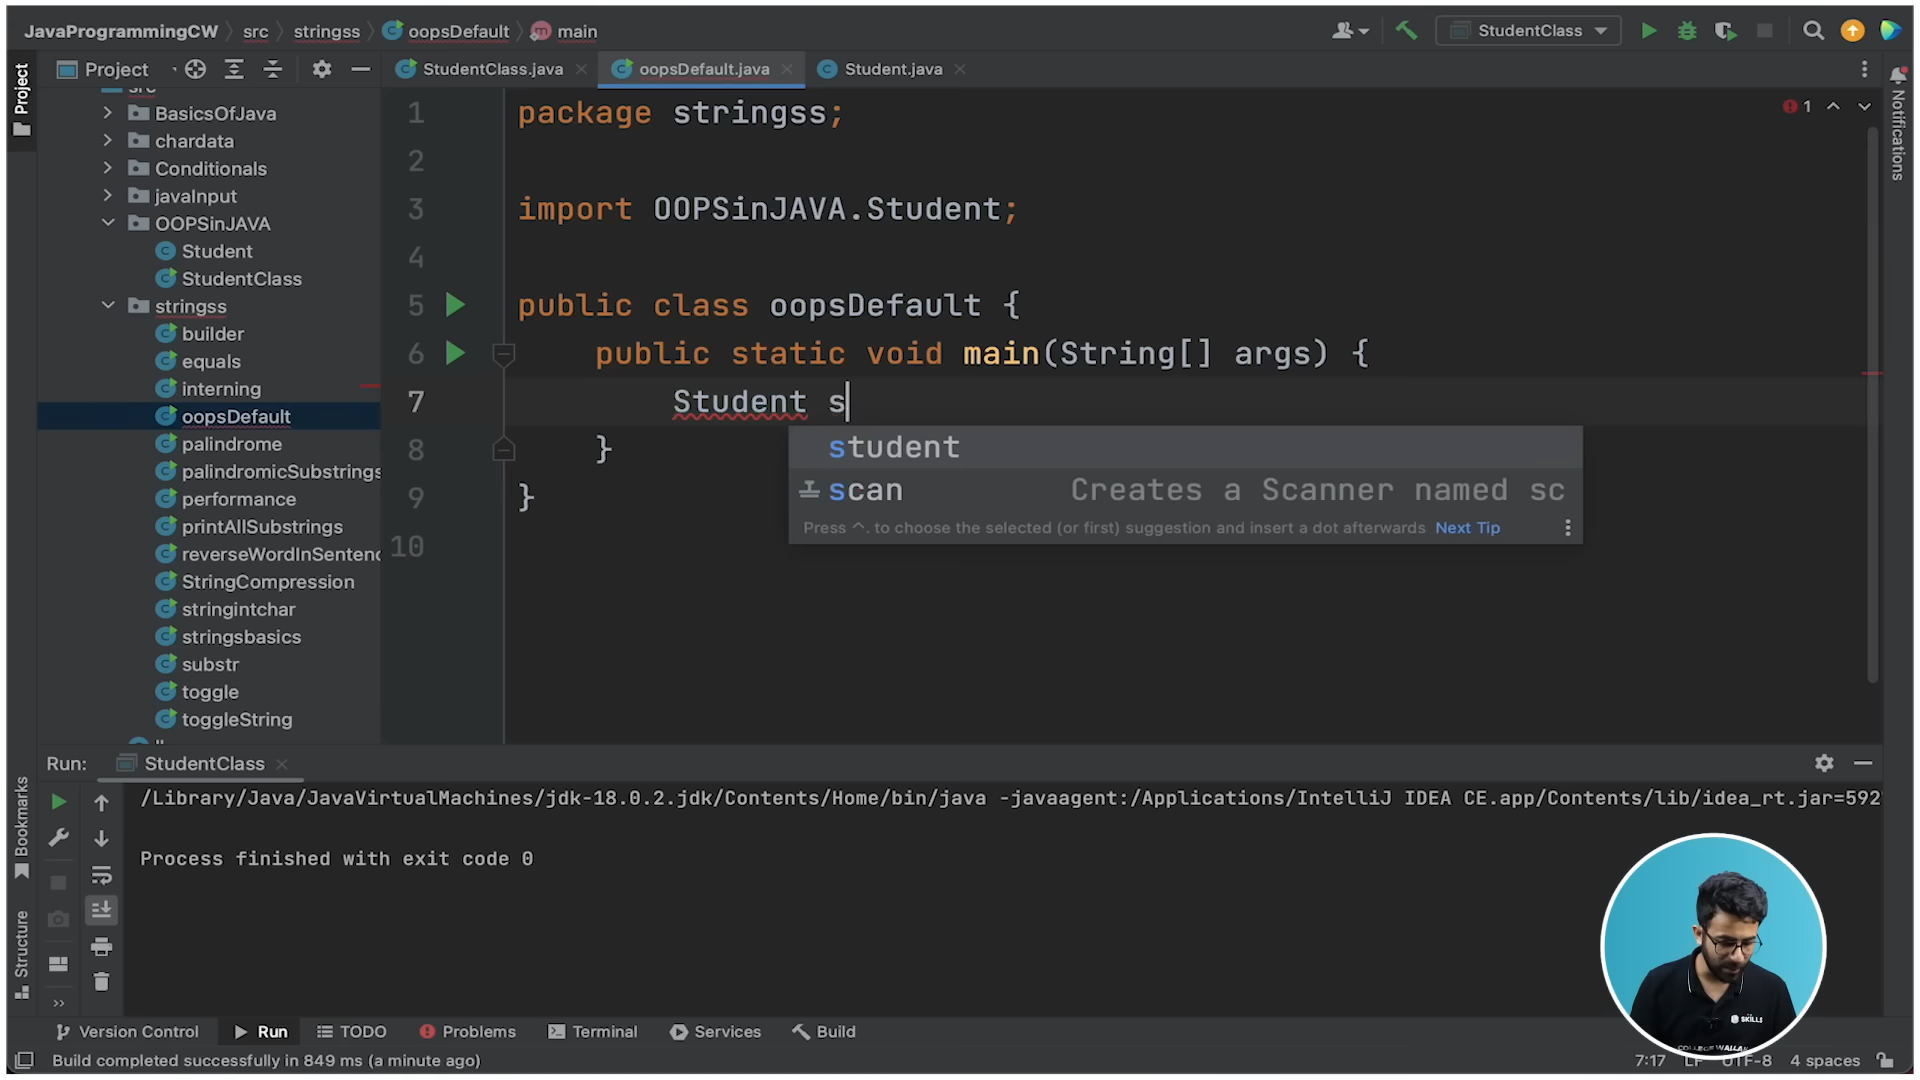 JavaProgrammingCW src stringss oopsDefault main
StudentClass
Project
StudentClass.java
oopsDefault.java
Student.java
Project
Notifications
src
BasicsOfJava
chardata
Conditionals
javaInput
OOPSinJAVA
Student
StudentClass
stringss
builder
equals
interning
oopsDefault
palindrome
palindromicSubstrings
performance
printAllSubstrings
reverseWordInSentenc
StringCompression
stringintchar
stringsbasics
substr
toggle
toggleString
1 package stringss;
1
2
3 import OOPSinJAVA.Student;
4
5 public class oopsDefault {
6 public static void main(String[] args) {
7 Student s
8 }
9 }
10
student
scan Creates a Scanner named sc
Press ^. to choose the selected (or first) suggestion and insert a dot afterwards Next Tip
Run: StudentClass
/Library/Java/JavaVirtualMachines/jdk-18.0.2.jdk/Contents/Home/bin/java -javaagent:/Applications/IntelliJ IDEA CE.app/Contents/lib/idea_rt.jar=592
Process finished with exit code 0
Bookmarks
Structure
SKILLS
Version Control
Run
TODO
Problems
Terminal
Services
Build
Build completed successfully in 849 ms (a minute ago)
7:17 LF UTF-8 4 spaces